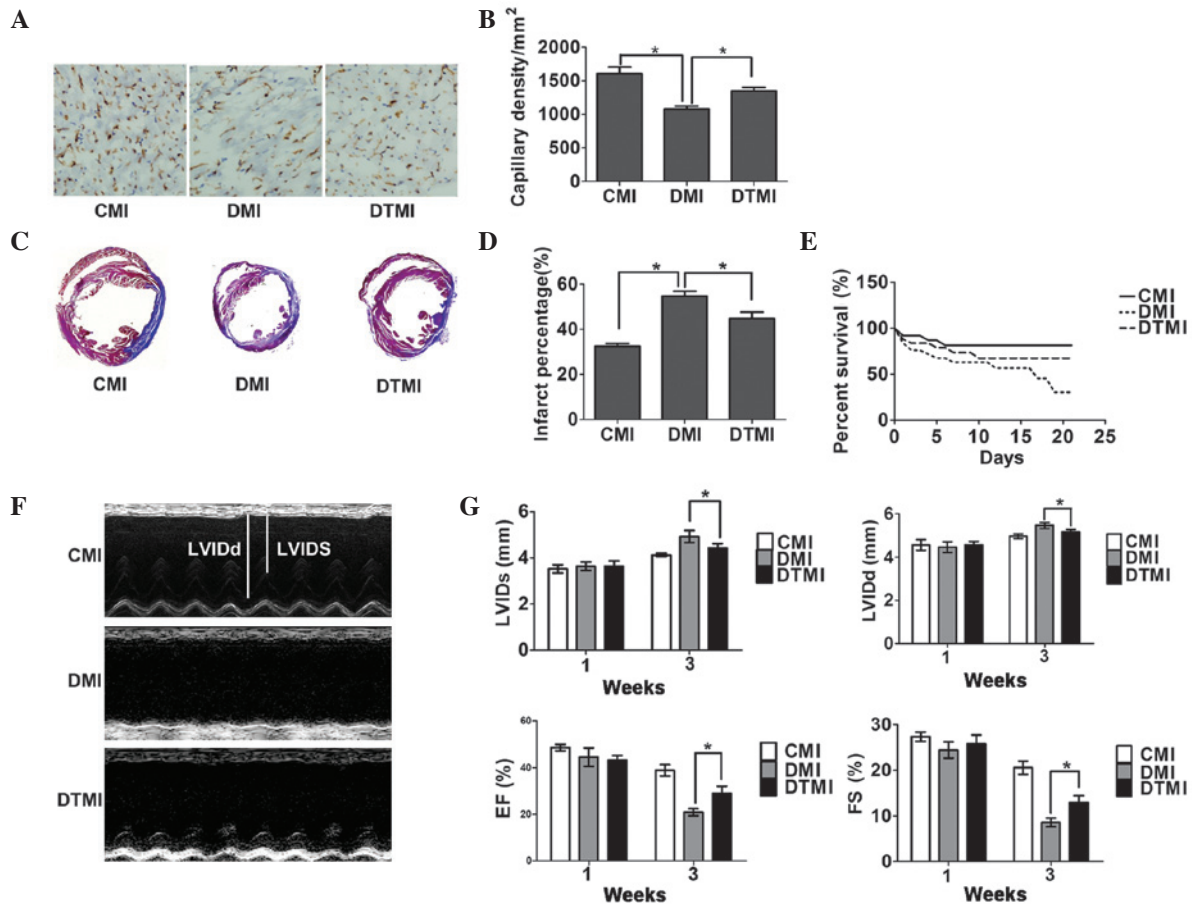 A
CMI DMI DTMI
B
Capillary density/mm²
2000
1500
1000
500
0
* *
CMI DMI DTMI
C
CMI DMI DTMI
D
Infarct percentage(%)
60
40
20
0
* *
CMI DMI DTMI
E
Percent survival (%)
150
100
50
0
0 5 10 15 20 25
Days
CMI
DMI
DTMI
F
CMI
LVIDd LVIDS
DMI
DTMI
G
LVIDs (mm)
6
4
2
0
*
1 3
Weeks
CMI
DMI
DTMI
LVIDd (mm)
6
4
2
0
*
1 3
Weeks
CMI
DMI
DTMI
EF (%)
60
40
20
0
*
1 3
Weeks
CMI
DMI
DTMI
FS (%)
30
20
10
0
*
1 3
Weeks
CMI
DMI
DTMI